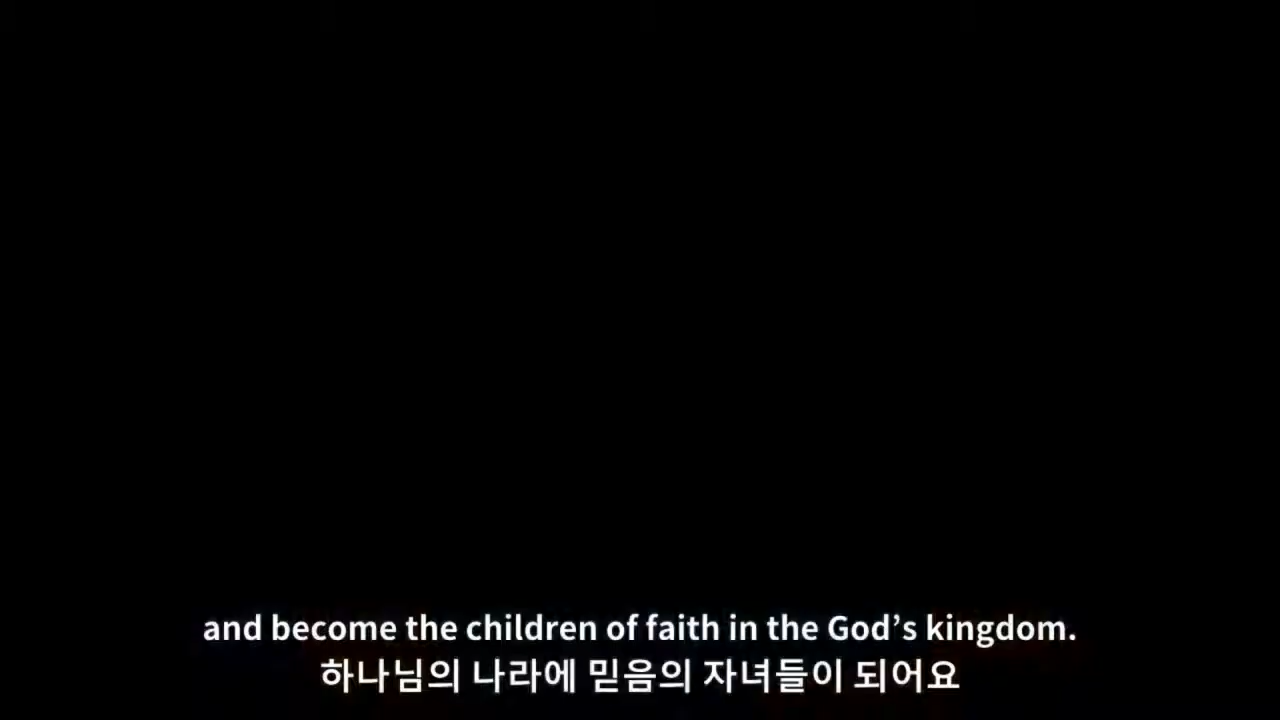 and become the children of faith in the God’s kingdom.
하나님의 나라에 믿음의 자녀들이 되어요